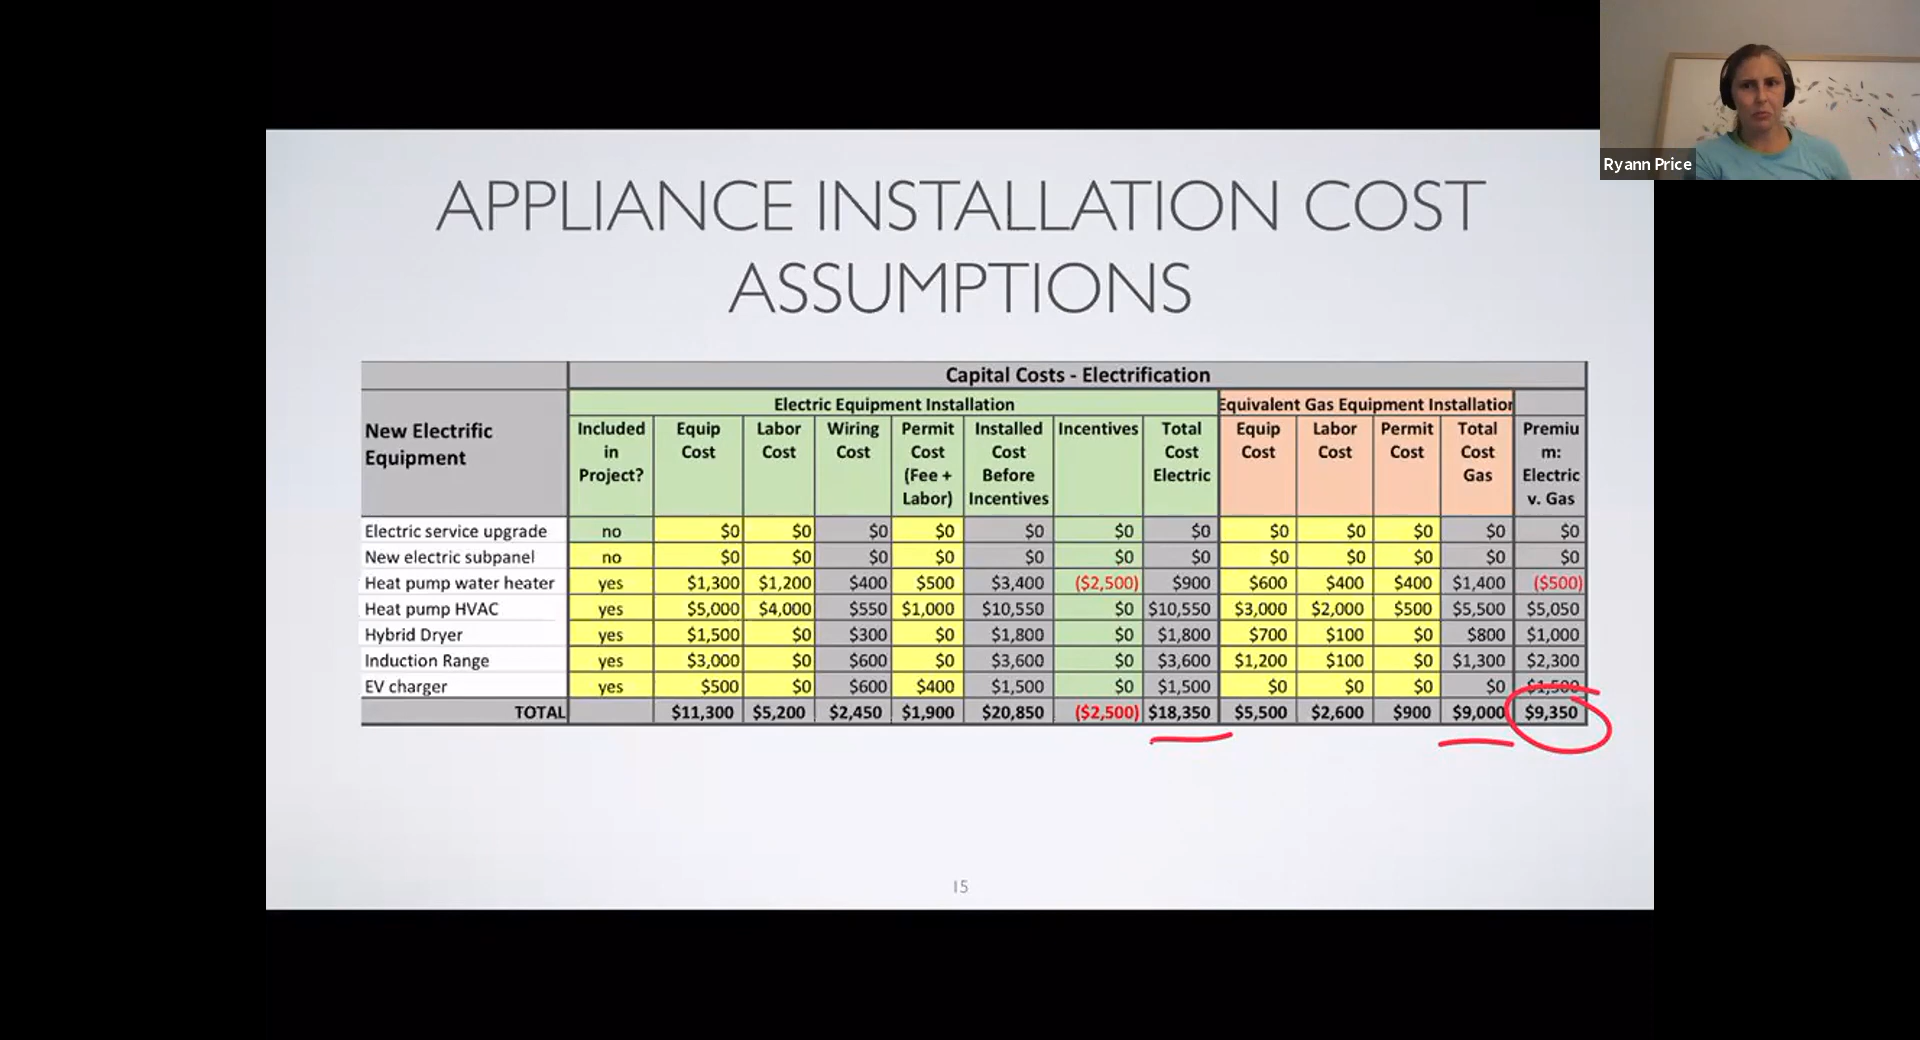 Ryann Price
APPLIANCE INSTALLATION COST
ASSUMPTIONS
Capital Costs - Electrification
Electric Equipment Installation Equivalent Gas Equipment Installation
New Electrific Equipment Included in Project? Equip Cost Labor Cost Wiring Cost Permit Cost (Fee + Labor) Installed Cost Before Incentives Incentives Total Cost Electric Equip Cost Labor Cost Permit Cost Total Cost Gas Premiu m: Electric v. Gas
Electric service upgrade no $0 $0 $0 $0 $0 $0 $0 $0 $0 $0 $0 $0
New electric subpanel no $0 $0 $0 $0 $0 $0 $0 $0 $0 $0 $0 $0
Heat pump water heater yes $1,300 $1,200 $400 $500 $3,400 ($2,500) $900 $600 $400 $400 $1,400 ($500)
Heat pump HVAC yes $5,000 $4,000 $550 $1,000 $10,550 $0 $10,550 $3,000 $2,000 $500 $5,500 $5,050
Hybrid Dryer yes $1,500 $0 $300 $0 $1,800 $0 $1,800 $700 $100 $0 $800 $1,000
Induction Range yes $3,000 $0 $600 $0 $3,600 $0 $3,600 $1,200 $100 $0 $1,300 $2,300
EV charger yes $500 $0 $600 $400 $1,500 $0 $1,500 $0 $0 $0 $0 $1,500
TOTAL $11,300 $5,200 $2,450 $1,900 $20,850 ($2,500) $18,350 $5,500 $2,600 $900 $9,000 $9,350
15